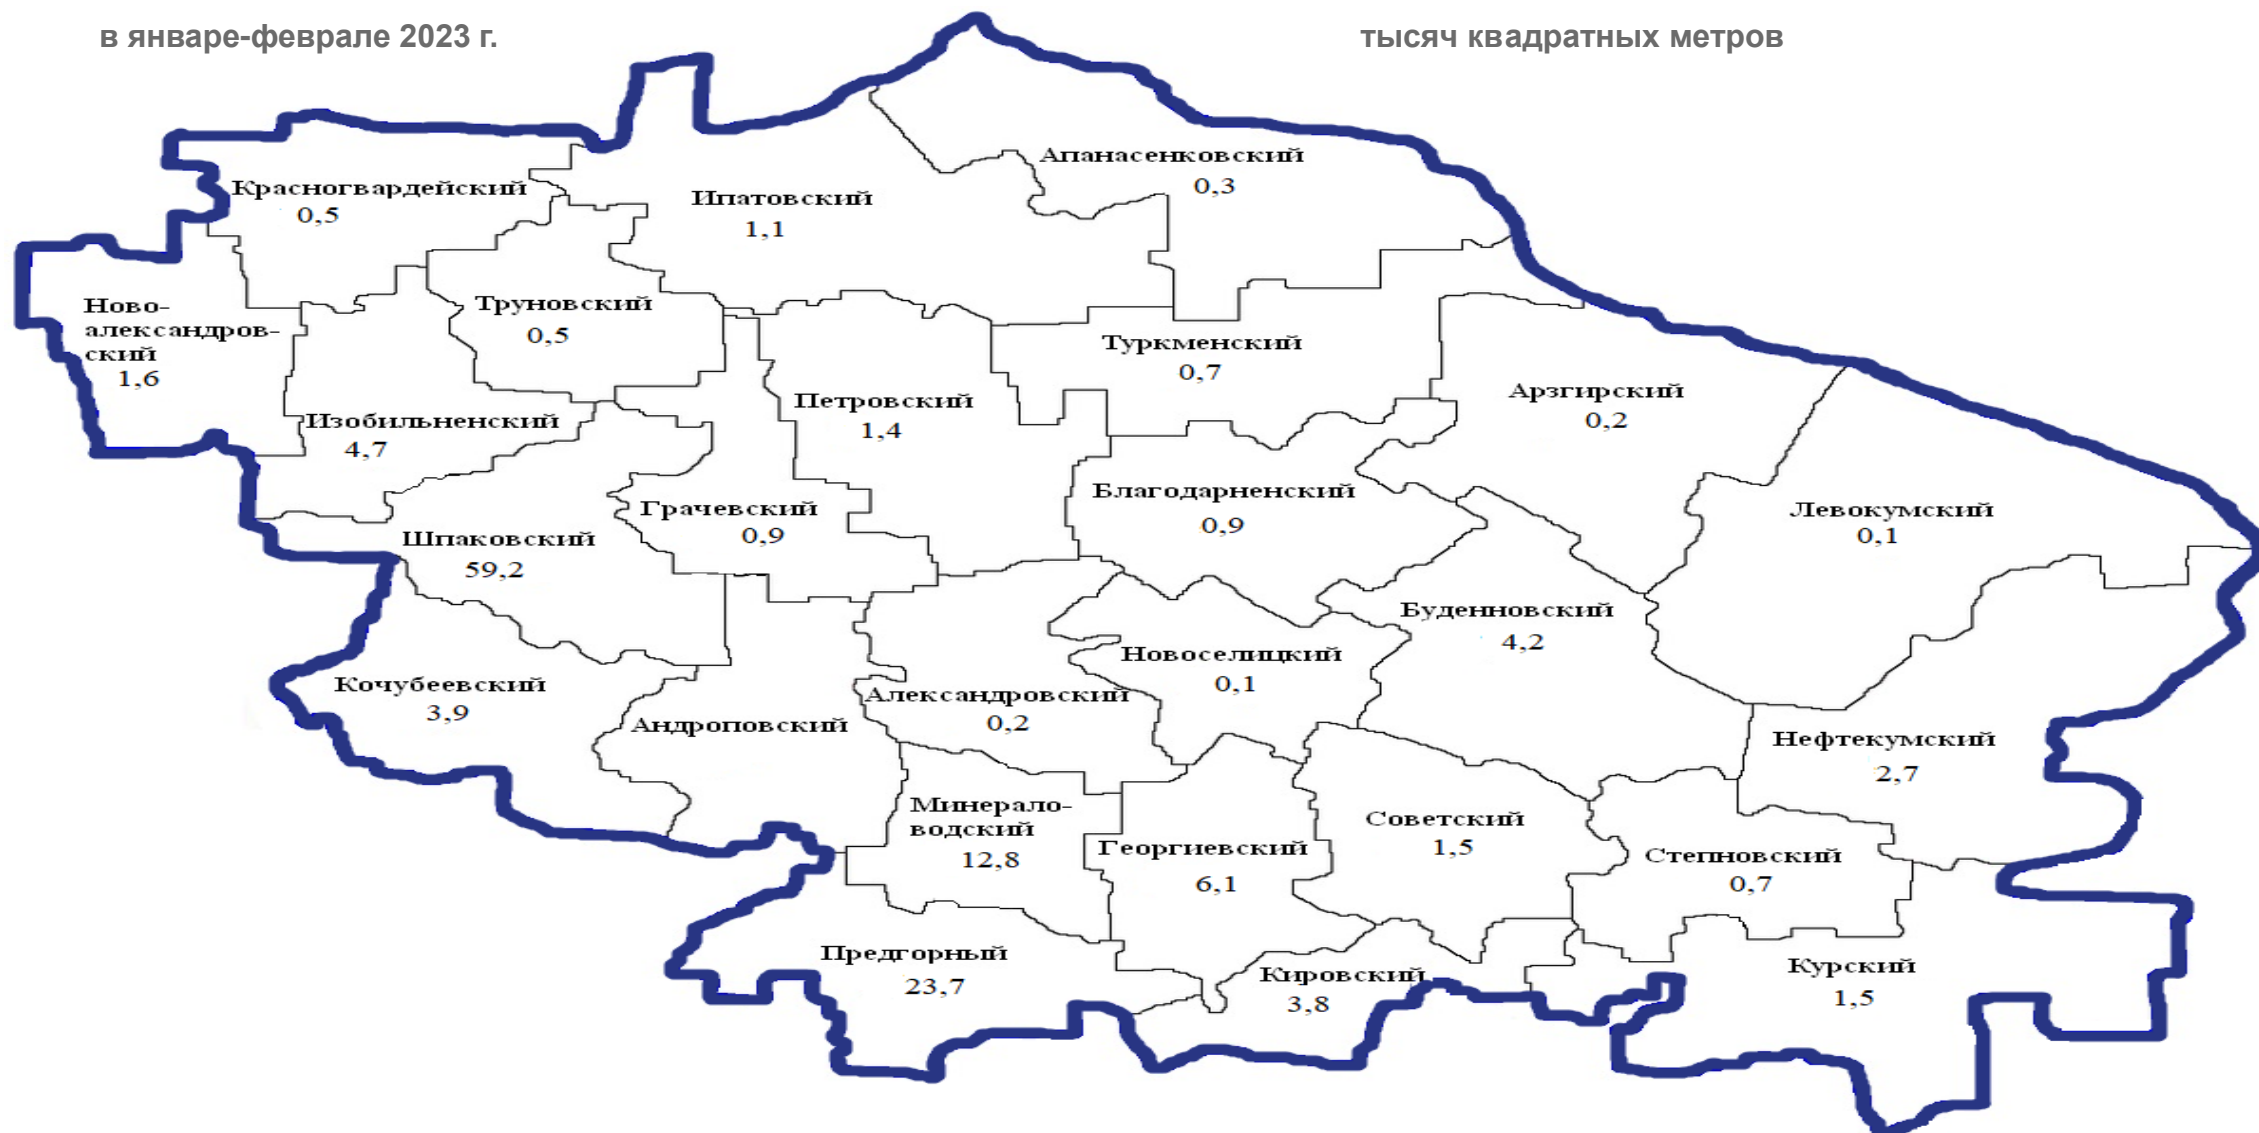 в январе-феврале 2023 г.
тысяч квадратных метров
Апанасенковский
0,3
Красногвардейский
0,5
Ипатовский
1,1
Ново-
александров-
ский
1,6
Труновский
0,5
Туркменский
0,7
Петровский
1,4
Арзгирский
0,2
Изобильненский
4,7
Благодарненский
0,9
Грачевский
0,9
Левокумский
0,1
Шпаковский
59,2
Буденновский
4,2
Новоселицкий
0,1
Кочубеевский
3,9
Александровский
0,2
Андроповский
Нефтекумский
2,7
Минерало-
водский
12,8
Георгиевский
6,1
Советский
1,5
Степновский
0,7
Предгорный
23,7
Кировский
3,8
Курский
1,5